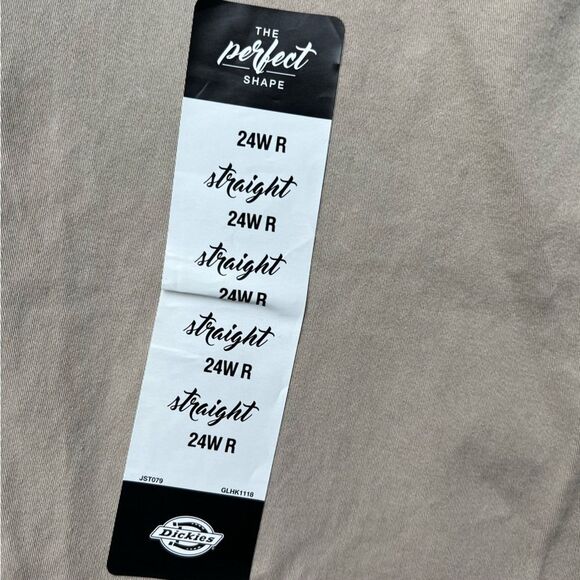 THE
perfect
SHAPE
24W R
straight
24W R
straight
24W R
straight
24W R
straight
24W R
JST079 GLHK1118
Dickies